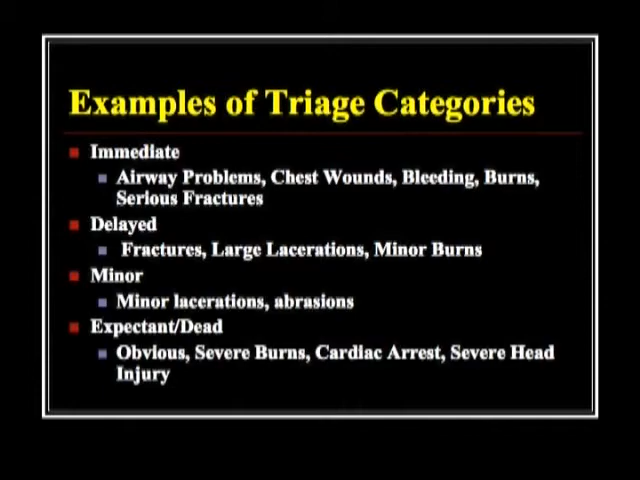 Examples of Triage Categories
Immediate
Airway Problems, Chest Wounds, Bleeding, Burns,
Serious Fractures
Delayed
Fractures, Large Lacerations, Minor Burns
Minor
Minor lacerations, abrasions
Expectant/Dead
Obvious, Severe Burns, Cardiac Arrest, Severe Head
Injury